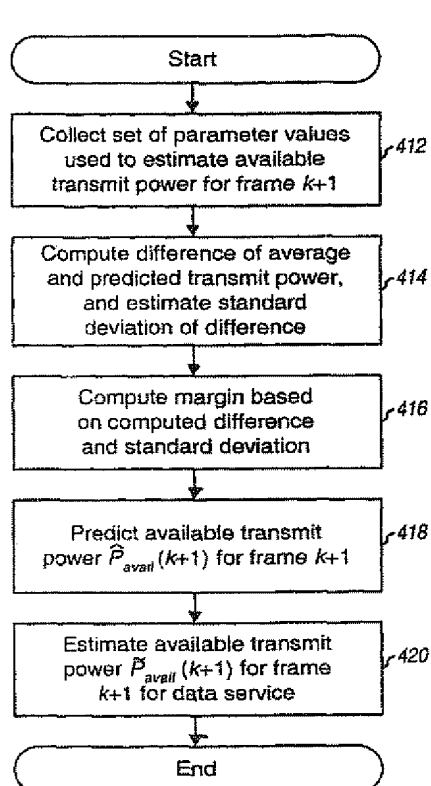 Start
Collect set of parameter values
used to estimate available
transmit power for frame k+1
412
Compute difference of average
and predicted transmit power,
and estimate standard
deviation of difference
414
Compute margin based
on computed difference
and standard deviation
416
Predict available transmit
power P̂avail (k+1) for frame k+1
418
Estimate available transmit
power P̆avail (k+1) for frame
k+1 for data service
420
End